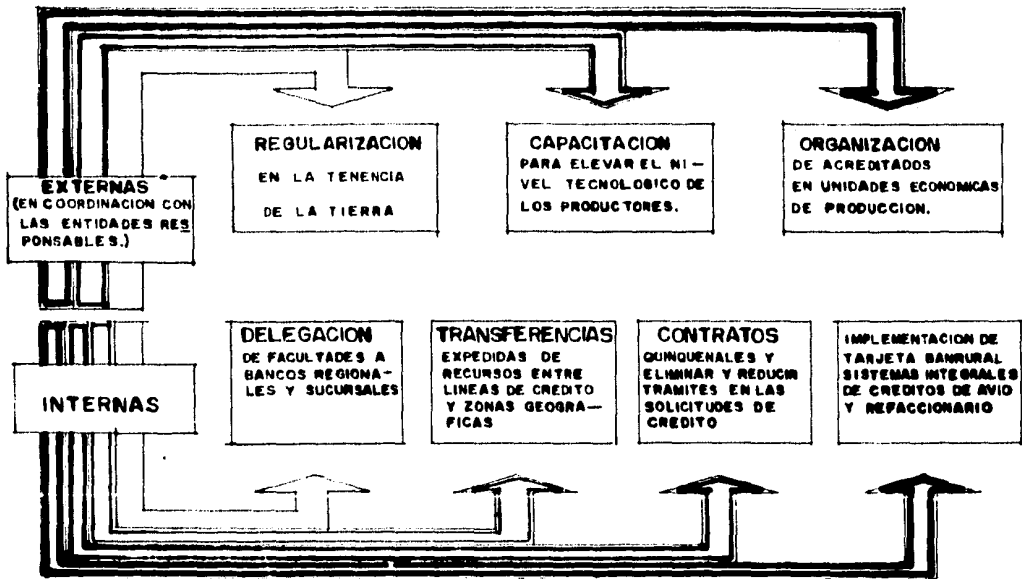 EXTERNAS
(EN COORDINACION CON
LAS ENTIDADES RES
PONSABLES.)
REGULARIZACION
EN LA TENENCIA
DE LA TIERRA
CAPACITACION
PARA ELEVAR EL NI-
VEL TECNOLOGICO DE
LOS PRODUCTORES.
ORGANIZACION
DE ACREDITADOS
EN UNIDADES ECONOMICAS
DE PRODUCCION.
INTERNAS
DELEGACION
DE FACULTADES A
BANCOS REGIONA-
LES Y SUCURSALES
TRANSFERENCIAS
EXPEDIDAS DE
RECURSOS ENTRE
LINEAS DE CREDITO
Y ZONAS GEOGRA-
FICAS
CONTRATOS
QUINQUENALES Y
ELIMINAR Y REDUCIR
TRAMITES EN LAS
SOLICITUDES DE
CREDITO
IMPLEMENTACION DE
TARJETA BANRURAL
SISTEMAS INTEGRALES
DE CREDITOS DE AVIO
Y REFACCIONARIO